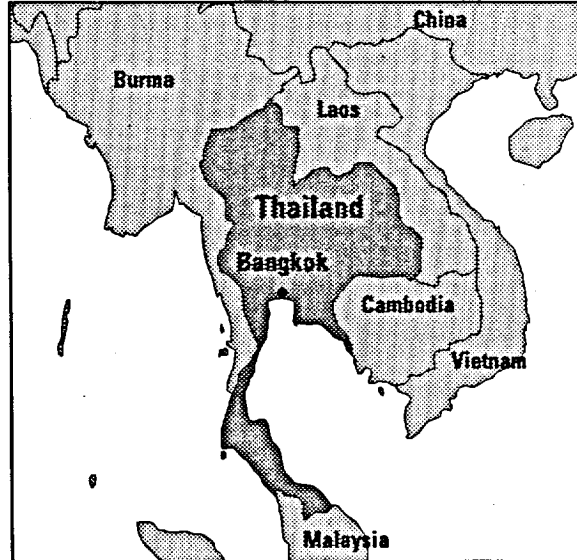 China
Burma
Laos
Thailand
Bangkok
Cambodia
Vietnam
Malaysia